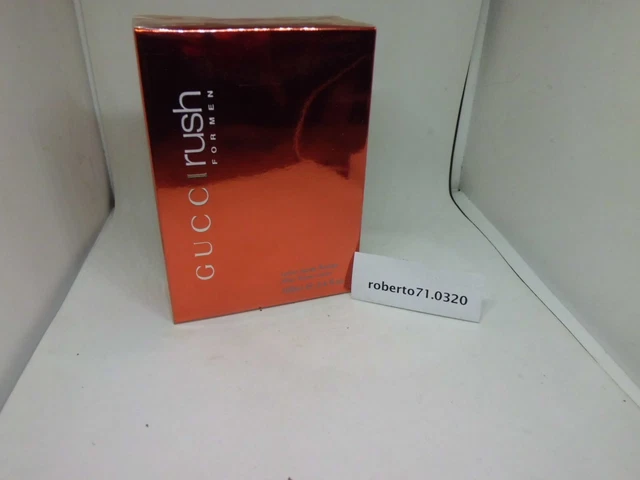 GUCCI rush
FOR MEN
roberto71.0320